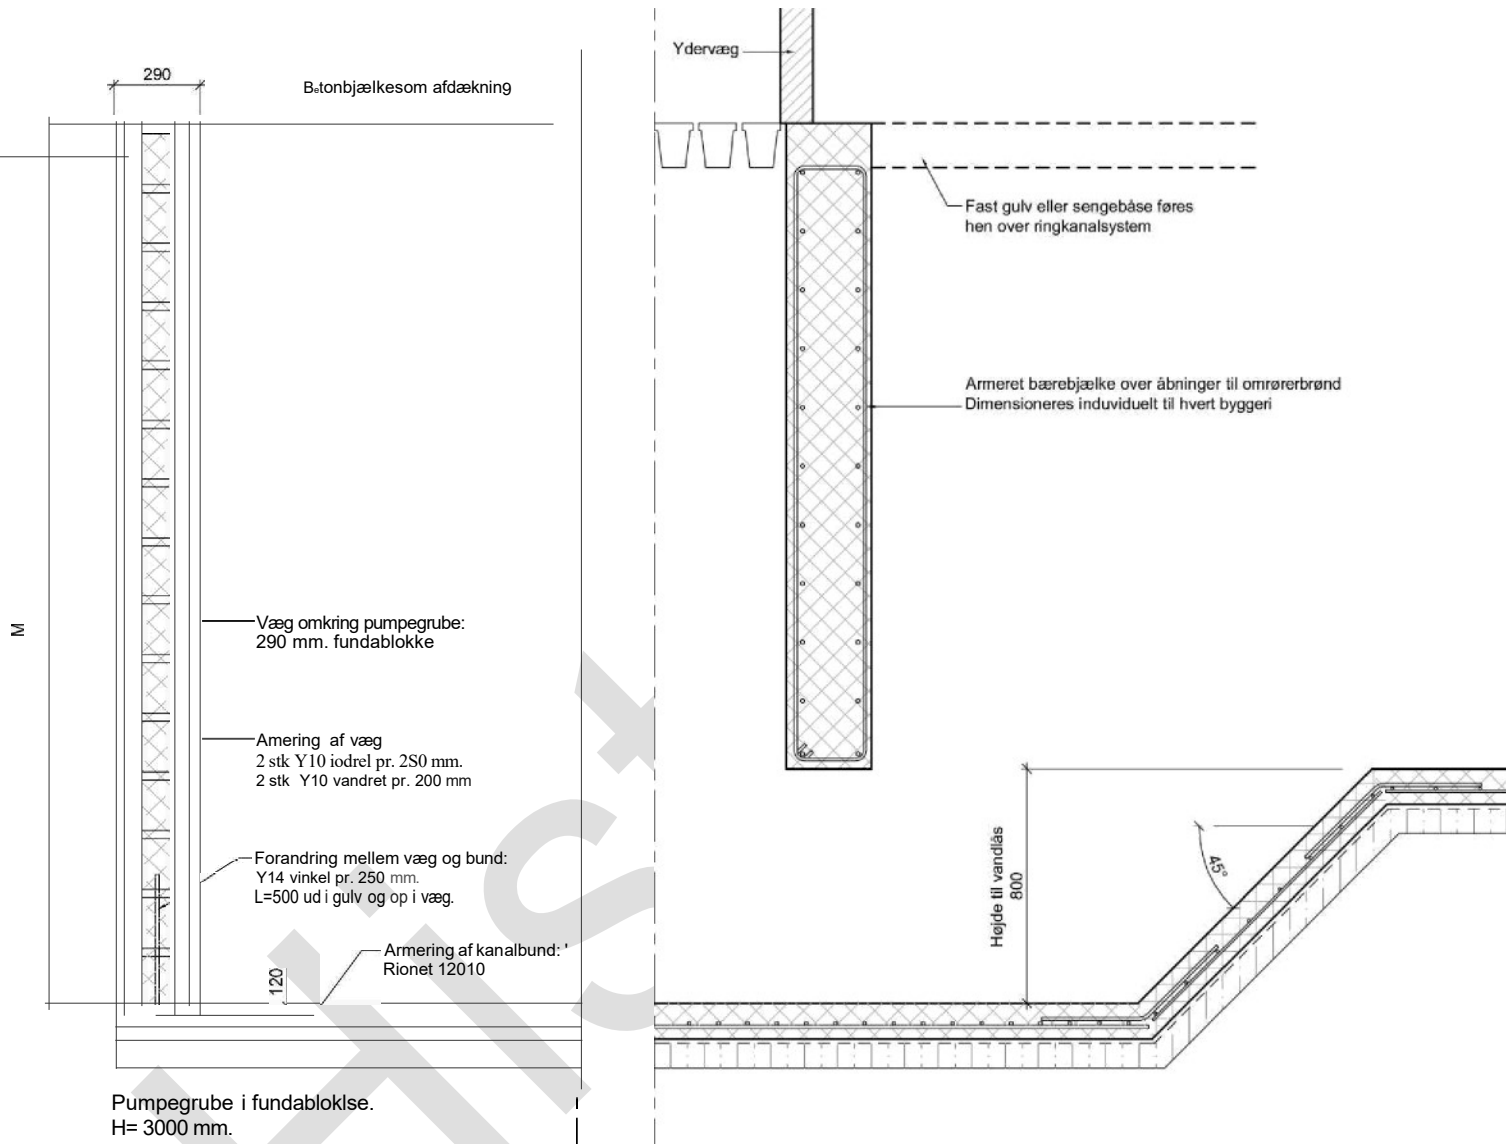 290
Betonbjælkesom afdækning
Ydervæg
Fast gulv eller sengebåse føres
hen over ringkanalsystem
Armeret bærebjælke over åbninger til omrørerbrønd
Dimensioneres induviduelt til hvert byggeri
M
Væg omkring pumpegrube:
290 mm. fundablokke
Amering af væg
2 stk Y10 iodrel pr. 2S0 mm.
2 stk Y10 vandret pr. 200 mm
Forandring mellem væg og bund:
Y14 vinkel pr. 250 mm.
L=500 ud i gulv og op i væg.
Armering af kanalbund: '
Rionet 12010
120
Højde til vandlås
800
45°
Pumpegrube i fundabloklse.
H= 3000 mm.
Hist